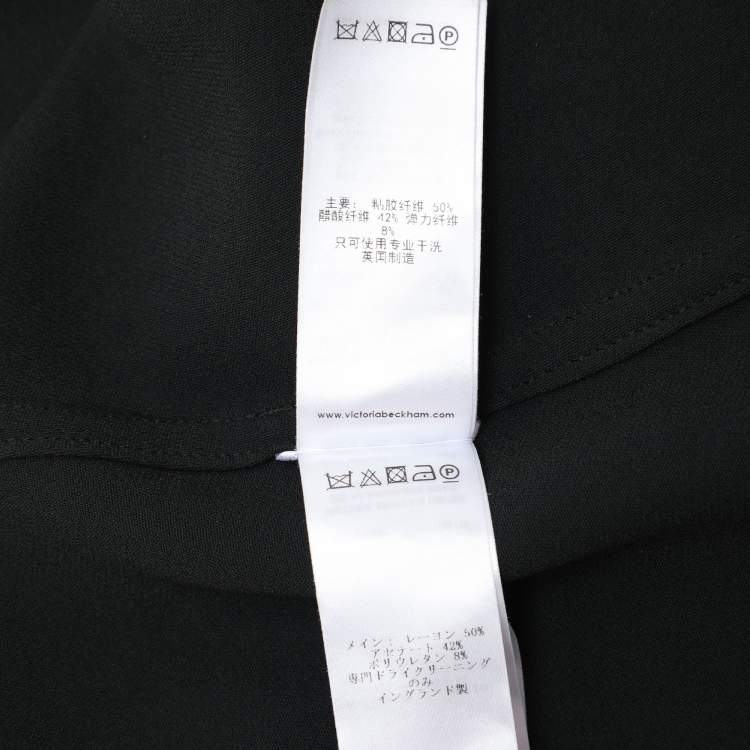 P
主要： 粘胶纤维 50%
醋酸纤维 42% 弹力纤维
8%
只可使用专业干洗
英国制造
www.victoriabeckham.com
P
メイン： レーヨン 50%
アセテート 42%
ポリウレタン 8%
専門ドライクリーニング
のみ
イングランド製